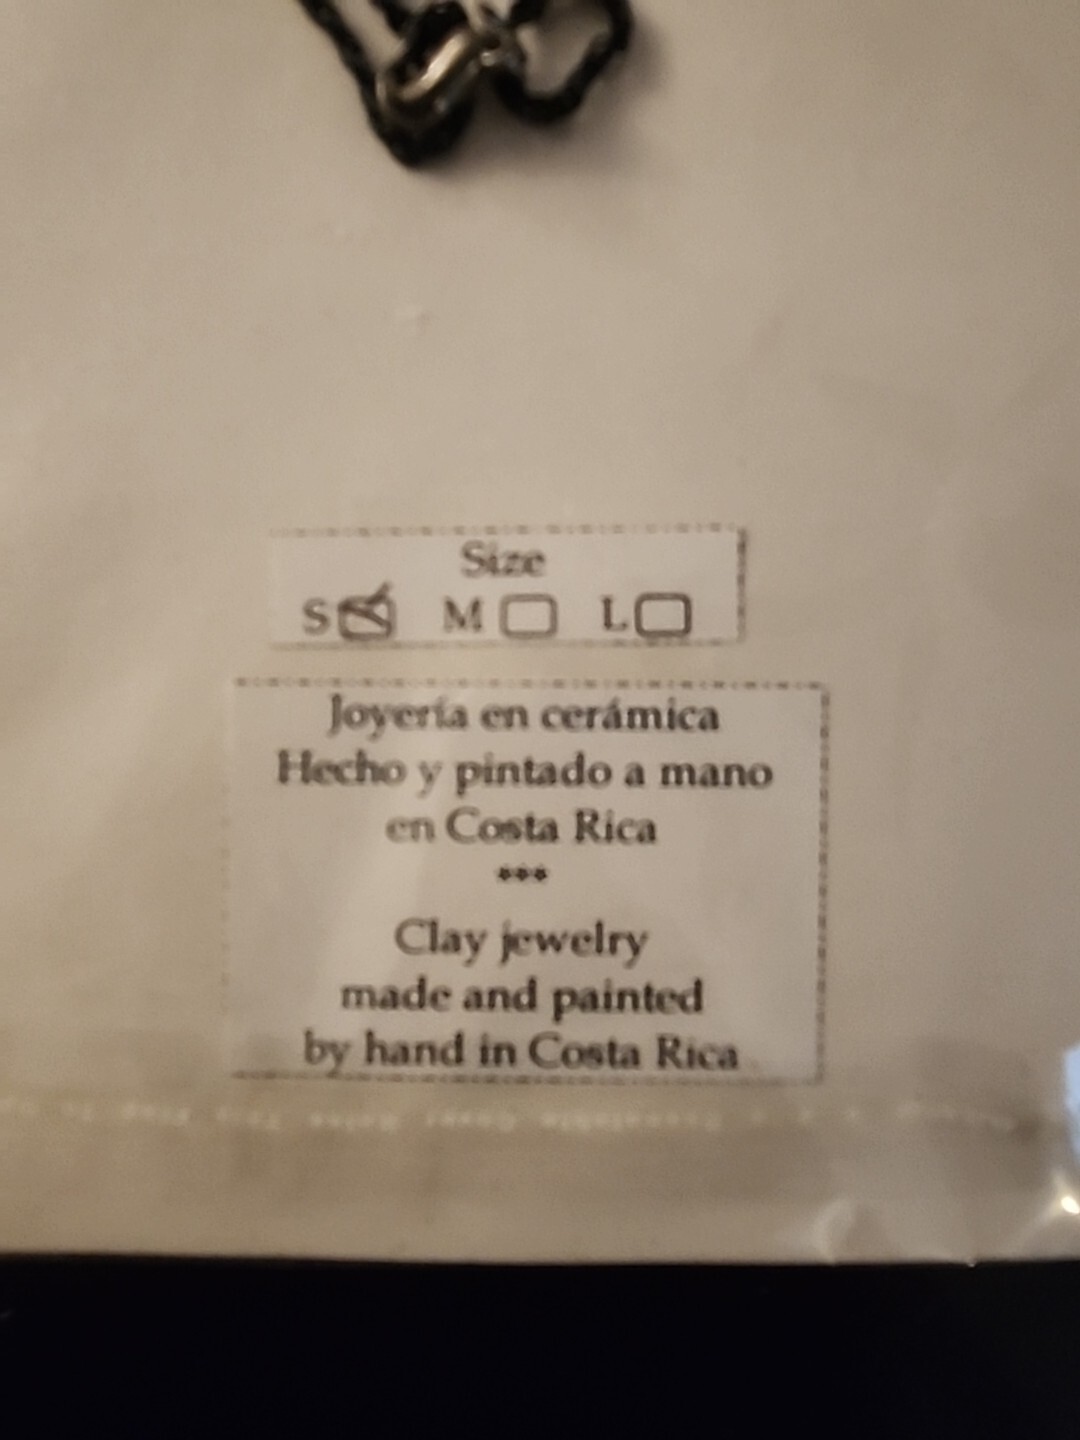 Size
S ☑ M ☐ L ☐
Joyería en cerámica
Hecho y pintado a mano
en Costa Rica
***
Clay jewelry
made and painted
by hand in Costa Rica